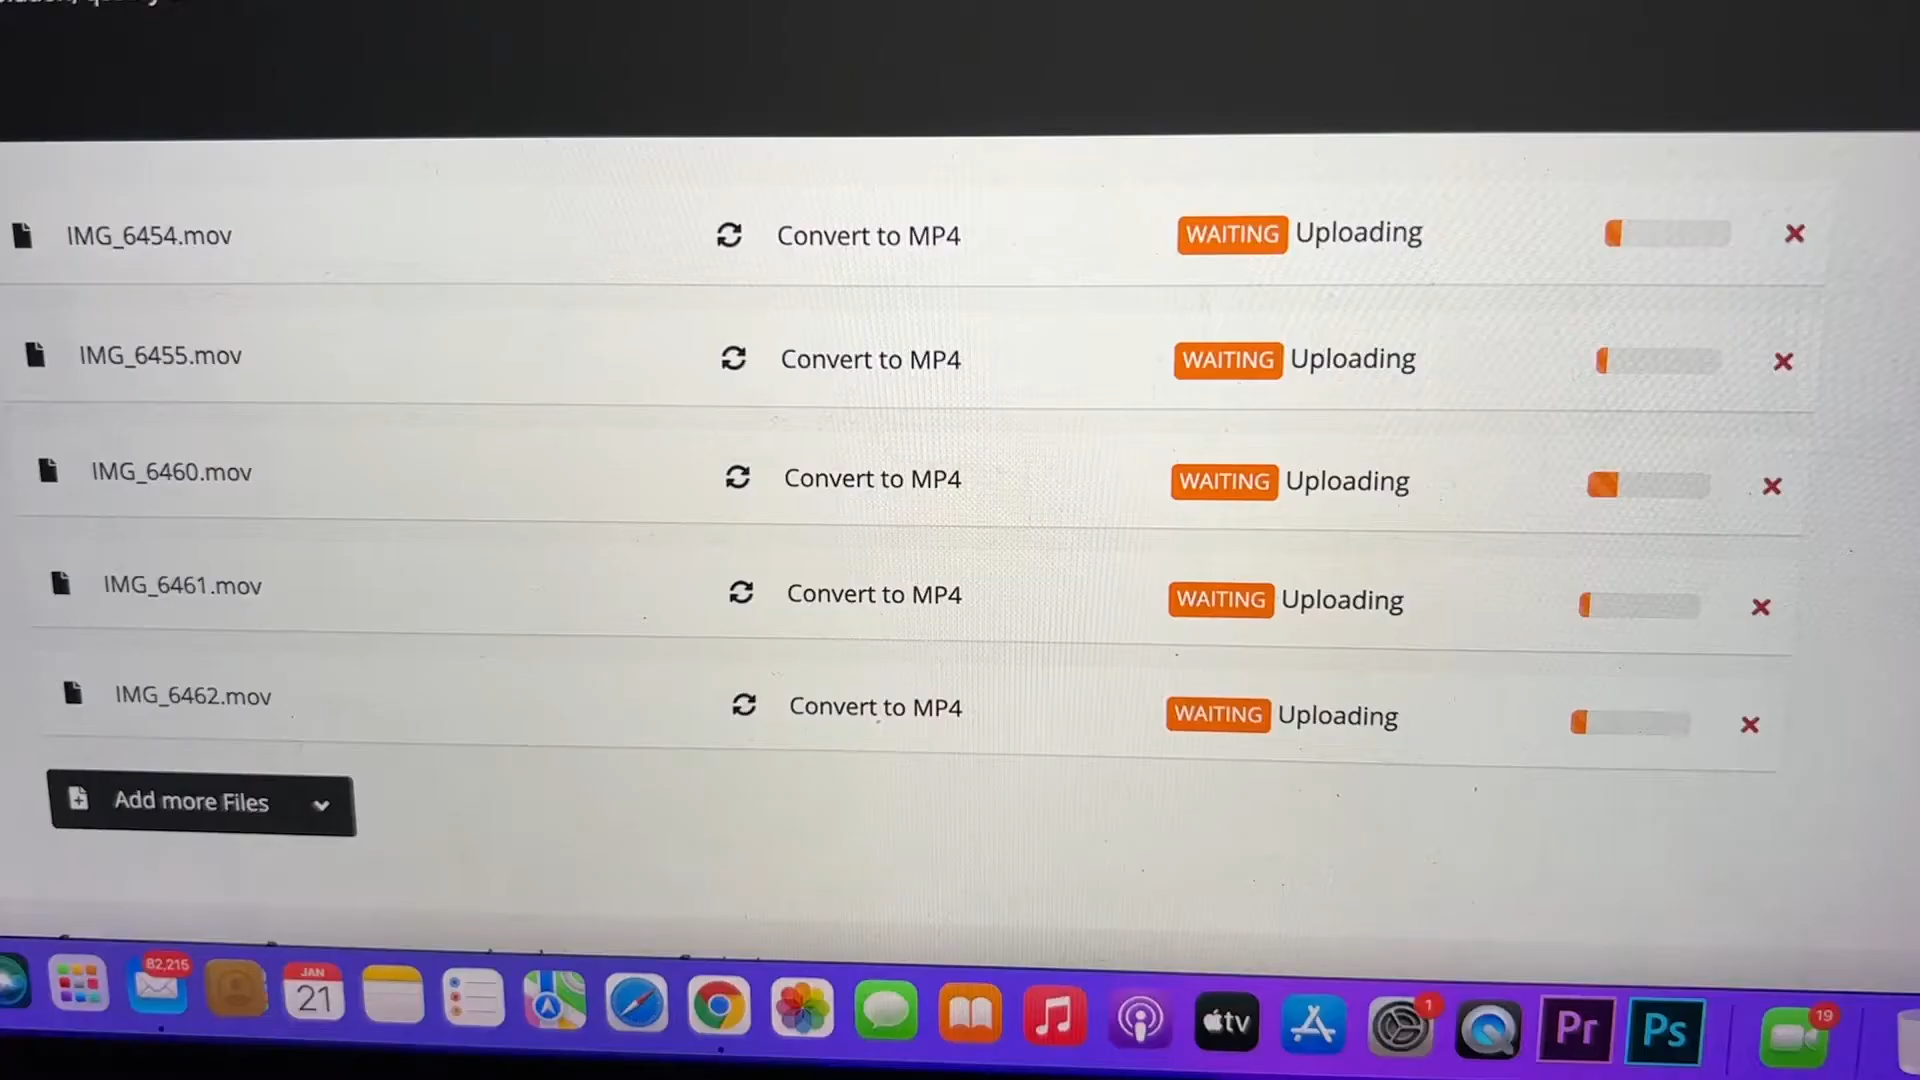 IMG_6454.mov Convert to MP4 WAITING Uploading
IMG_6455.mov Convert to MP4 WAITING Uploading
IMG_6460.mov Convert to MP4 WAITING Uploading
IMG_6461.mov Convert to MP4 WAITING Uploading
IMG_6462.mov Convert to MP4 WAITING Uploading
Add more Files
82,215
JAN
21
tv
1
Pr
Ps
19